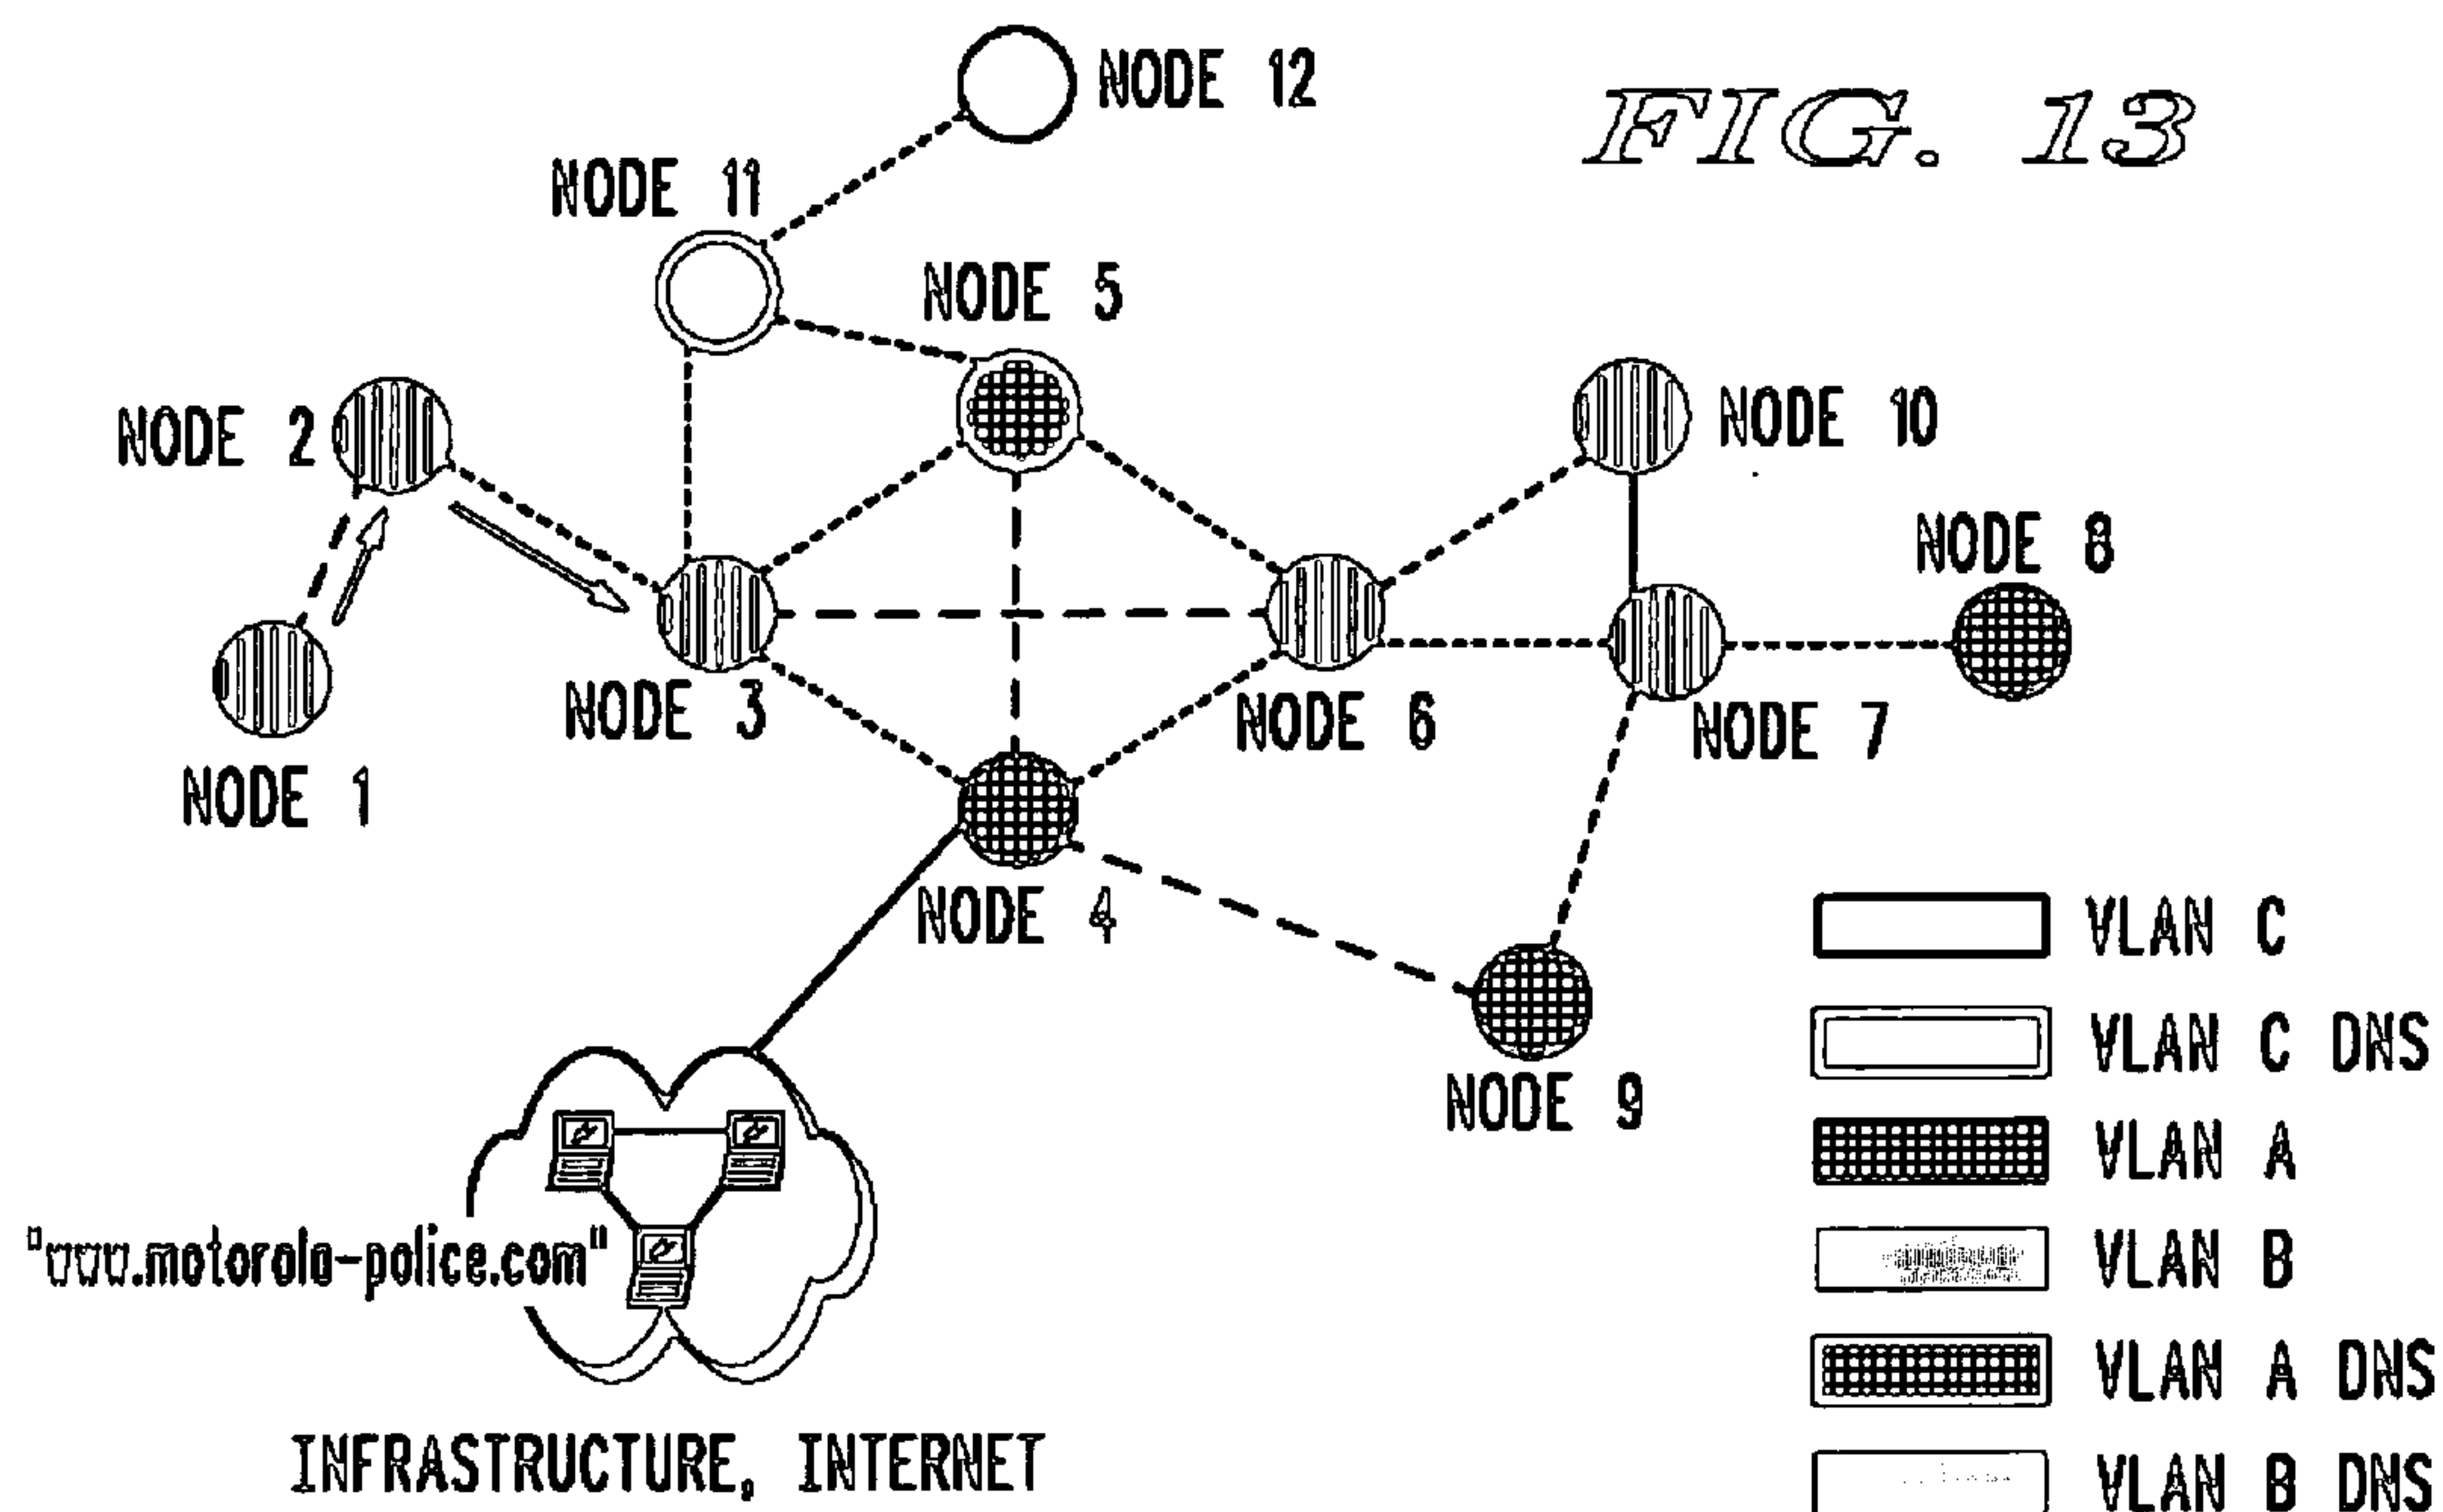 FIG. 13
NODE 12
NODE 11
NODE 5
NODE 2
NODE 10
NODE 8
NODE 3
NODE 6
NODE 7
NODE 1
NODE 4
NODE 9
VLAN C
VLAN C DNS
VLAN A
VLAN B
VLAN A DNS
VLAN B DNS
"www.motorola-police.com"
INFRASTRUCTURE, INTERNET